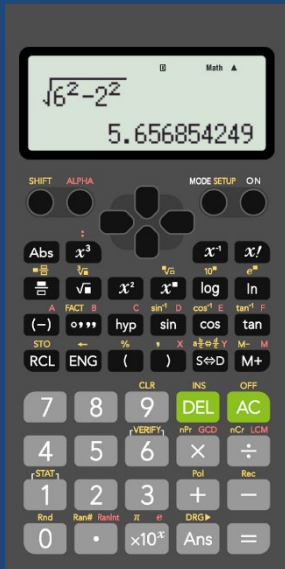 D Math ▲
√6²-2²
5.656854249
SHIFT ALPHA MODE SETUP ON
:
Abs x³ x⁻¹ x!
■ ∛■ ■√□ 10■ e■
√■ x² x■ log ln
A FACT B C sin⁻¹ D cos⁻¹ E tan⁻¹ F
(−) °'" hyp sin cos tan
STO ← % , X a b/c⇔d/c Y M− M
RCL ENG ( ) S⇔D M+
CLR INS OFF
7 8 9 DEL AC
VERIFY nPr GCD nCr LCM
4 5 6 × ÷
STAT Pol Rec
1 2 3 + −
Rnd Ran# RanInt π e DRG▶
0 · ×10ˣ Ans =